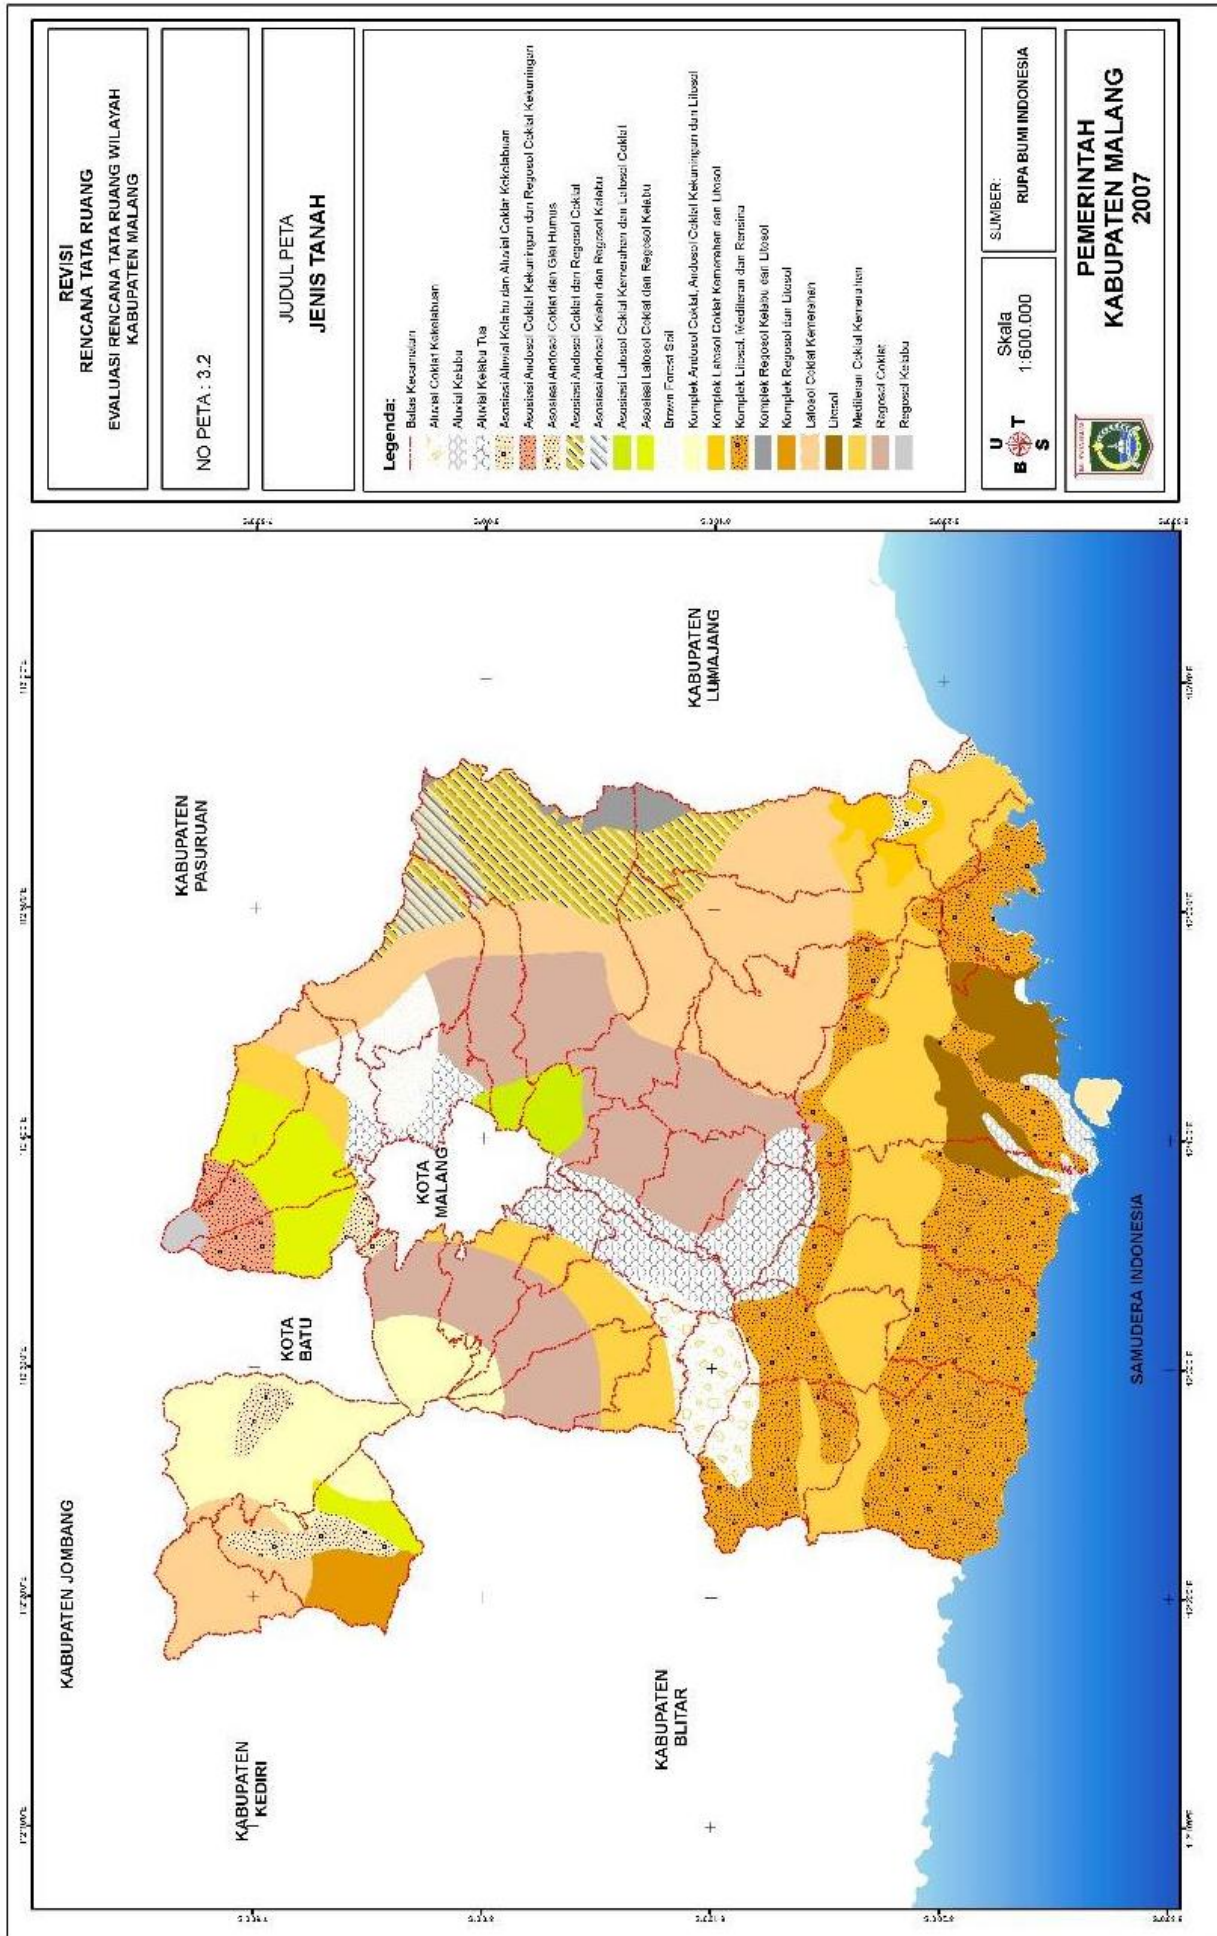 REVISI
RENCANA TATA RUANG
EVALUASI RENCANA TATA RUANG WILAYAH
KABUPATEN MALANG
NO PETA : 3.2
JUDUL PETA
JENIS TANAH
Legenda:
Batas Kecamatan
Aluvial Coklat Kekelabuan
Aluvial Kelabu
Aluvial Kelabu Tua
Asosiasi Aluvial Kelabu dan Aluvial Coklat Kekelabuan
Asosiasi Andosol Coklat Kekuningan dan Regosol Coklat Kekuningan
Asosiasi Andosol Coklat dan Glei Humus
Asosiasi Andosol Coklat dan Regosol Coklat
Asosiasi Andosol Kelabu dan Regosol Kelabu
Asosiasi Latosol Coklat Kemerahan dan Latosol Coklat
Asosiasi Latosol Coklat dan Regosol Kelabu
Brown Forest Soil
Komplek Andosol Coklat, Andosol Coklat Kekuningan dan Litosol
Komplek Latosol Coklat Kemerahan dan Litosol
Komplek Litosol, Mediteran dan Rensina
Komplek Regosol Kelabu dan Litosol
Komplek Regosol dan Litosol
Latosol Coklat Kemerahan
Litosol
Mediteran Coklat Kemerahan
Regosol Coklat
Regosol Kelabu
U
B T
S
Skala
1:600.000
SUMBER:
RUPA BUMI INDONESIA
PEMERINTAH
KABUPATEN MALANG
2007
KABUPATEN JOMBANG
KABUPATEN
KEDIRI
KOTA
BATU
KABUPATEN
PASURUAN
KOTA
MALANG
KABUPATEN
BLITAR
KABUPATEN
LUMAJANG
SAMUDERA INDONESIA